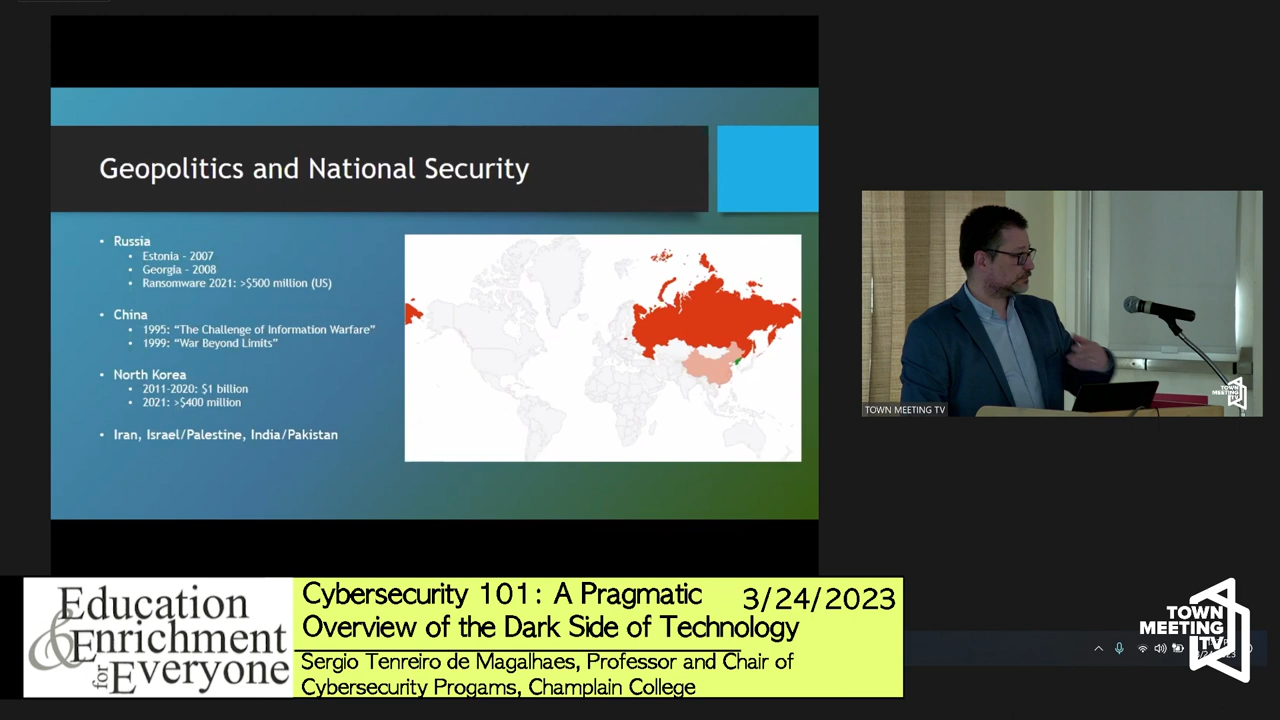 Geopolitics and National Security
• Russia
• Estonia - 2007
• Georgia - 2008
• Ransomware 2021: >$500 million (US)
• China
• 1995: “The Challenge of Information Warfare”
• 1999: “War Beyond Limits”
• North Korea
• 2011-2020: $1 billion
• 2021: >$400 million
• Iran, Israel/Palestine, India/Pakistan
TOWN
MEETING
TV
TOWN MEETING TV
Education
& Enrichment
for Everyone
Cybersecurity 101: A Pragmatic 3/24/2023
Overview of the Dark Side of Technology
Sergio Tenreiro de Magalhaes, Professor and Chair of
Cybersecurity Progams, Champlain College
TOWN
MEETING
TV